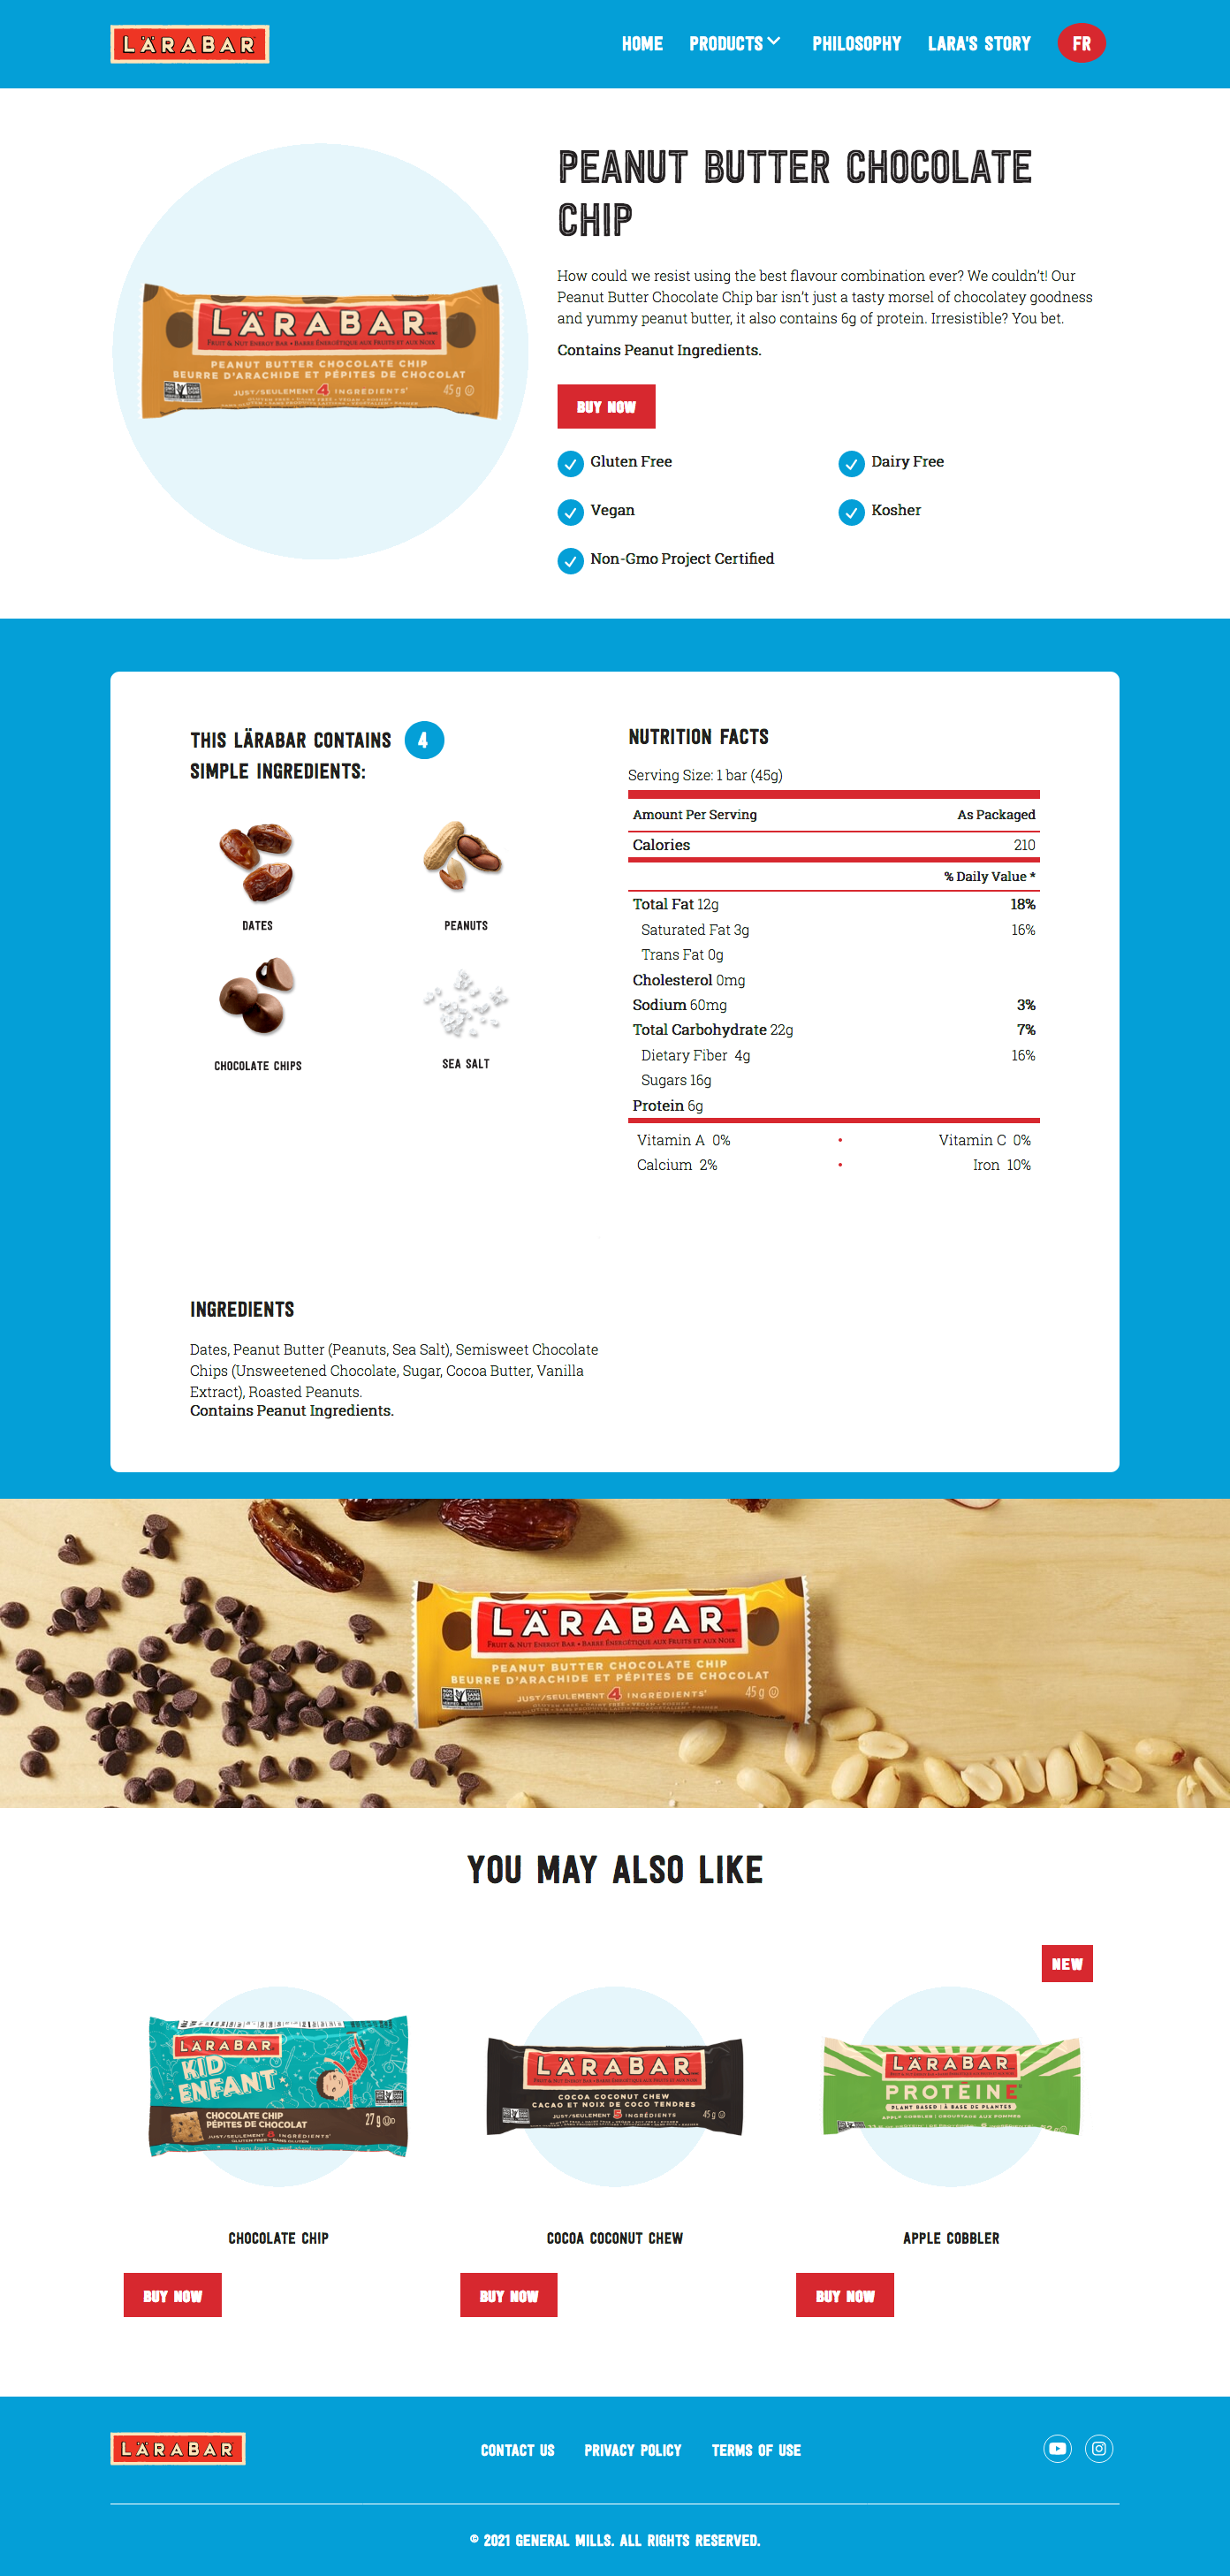 LÄRABAR
HOME PRODUCTS PHILOSOPHY LARA'S STORY FR
PEANUT BUTTER CHOCOLATE
CHIP
How could we resist using the best flavour combination ever? We couldn't! Our
Peanut Butter Chocolate Chip bar isn't just a tasty morsel of chocolatey goodness
and yummy peanut butter, it also contains 6g of protein. Irresistible? You bet.
Contains Peanut Ingredients.
BUY NOW
Gluten Free Dairy Free
Vegan Kosher
Non-Gmo Project Certified
LÄRABAR
FRUIT & NUT ENERGY BAR • BARRE ÉNERGÉTIQUE AUX FRUITS ET AUX NOIX
PEANUT BUTTER CHOCOLATE CHIP
BEURRE D'ARACHIDE ET PÉPITES DE CHOCOLAT
JUST/SEULEMENT 4 INGREDIENTS*
45 g
THIS LÄRABAR CONTAINS 4
SIMPLE INGREDIENTS:
DATES
PEANUTS
CHOCOLATE CHIPS
SEA SALT
NUTRITION FACTS
Serving Size: 1 bar (45g)
Amount Per Serving As Packaged
Calories 210
% Daily Value *
Total Fat 12g 18%
Saturated Fat 3g 16%
Trans Fat 0g
Cholesterol 0mg
Sodium 60mg 3%
Total Carbohydrate 22g 7%
Dietary Fiber 4g 16%
Sugars 16g
Protein 6g
Vitamin A 0% • Vitamin C 0%
Calcium 2% • Iron 10%
INGREDIENTS
Dates, Peanut Butter (Peanuts, Sea Salt), Semisweet Chocolate
Chips (Unsweetened Chocolate, Sugar, Cocoa Butter, Vanilla
Extract), Roasted Peanuts.
Contains Peanut Ingredients.
LÄRABAR
FRUIT & NUT ENERGY BAR • BARRE ÉNERGÉTIQUE AUX FRUITS ET AUX NOIX
PEANUT BUTTER CHOCOLATE CHIP
BEURRE D'ARACHIDE ET PÉPITES DE CHOCOLAT
JUST/SEULEMENT 4 INGREDIENTS*
45 g
YOU MAY ALSO LIKE
NEW
LÄRABAR
KID
ENFANT
CHOCOLATE CHIP
PÉPITES DE CHOCOLAT
27 g
JUST/SEULEMENT 8 INGREDIENTS*
LÄRABAR
COCOA COCONUT CHEW
CACAO ET NOIX DE COCO TENDRES
JUST/SEULEMENT 5 INGRÉDIENTS
45 g
LÄRABAR
PROTEINE
PLANT BASED | À BASE DE PLANTES
APPLE COBBLER | CROUSTADE AUX POMMES
CHOCOLATE CHIP
COCOA COCONUT CHEW
APPLE COBBLER
BUY NOW
BUY NOW
BUY NOW
LÄRABAR
CONTACT US PRIVACY POLICY TERMS OF USE
© 2021 GENERAL MILLS. ALL RIGHTS RESERVED.